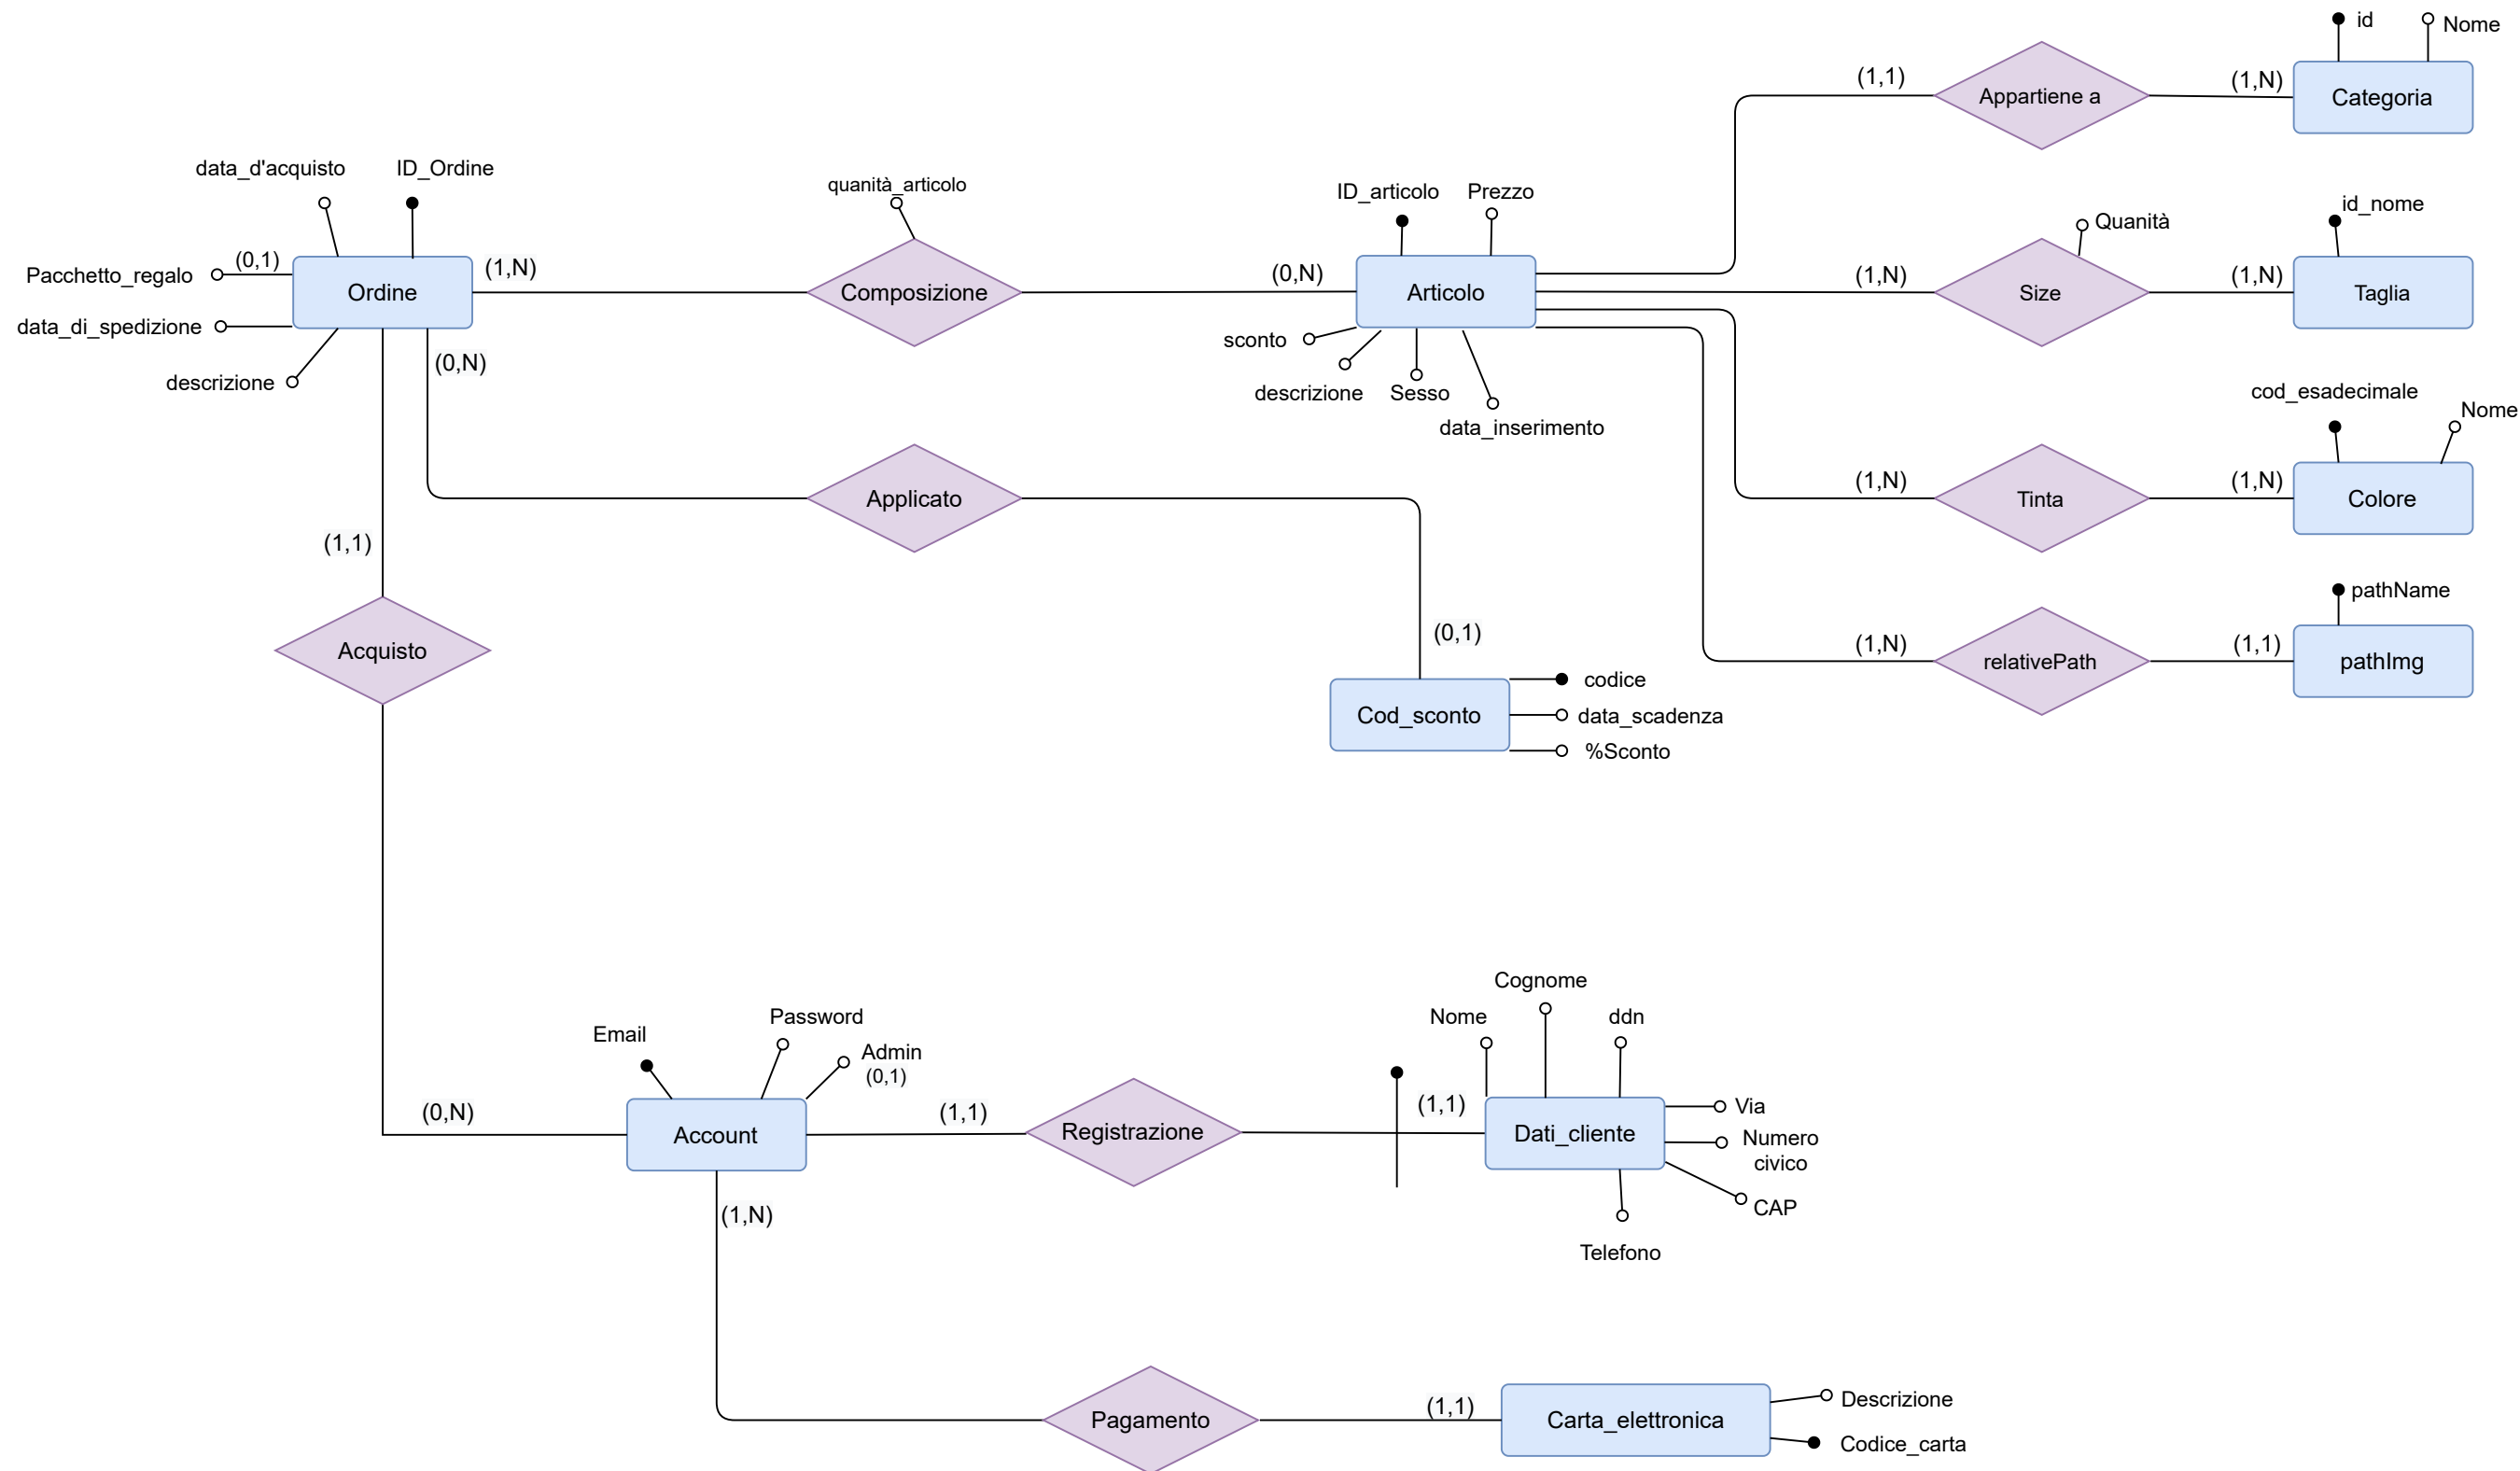 id
Nome
(1,1)
Appartiene a
(1,N)
Categoria
data_d'acquisto
ID_Ordine
quanità_articolo
ID_articolo
Prezzo
id_nome
Quanità
Pacchetto_regalo
(0,1)
Ordine
(1,N)
Composizione
(0,N)
Articolo
(1,N)
Size
(1,N)
Taglia
data_di_spedizione
descrizione
(0,N)
sconto
descrizione
Sesso
data_inserimento
cod_esadecimale
Nome
Applicato
(1,N)
Tinta
(1,N)
Colore
(1,1)
Acquisto
(0,1)
pathName
(1,N)
relativePath
(1,1)
pathImg
Cod_sconto
codice
data_scadenza
%Sconto
Cognome
Nome
ddn
Email
Password
Admin
(0,1)
(0,N)
Account
(1,1)
Registrazione
(1,1)
Dati_cliente
Via
Numero
civico
CAP
Telefono
(1,N)
Pagamento
(1,1)
Carta_elettronica
Descrizione
Codice_carta